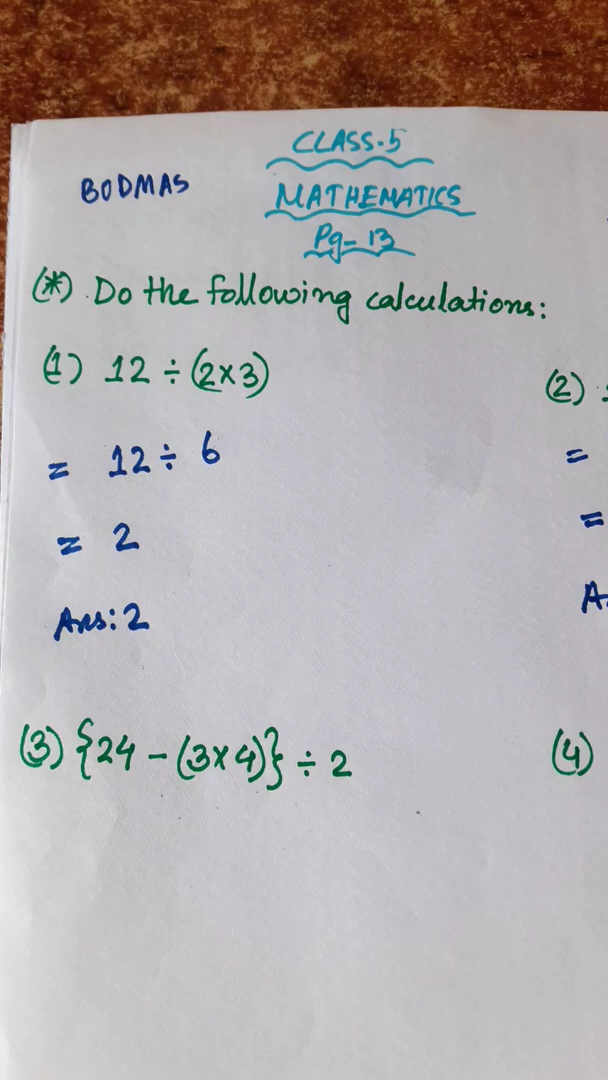 CLASS-5
BODMAS
MATHEMATICS
Pg- 13
(*) Do the following calculations:
(1) 12 ÷ (2×3)
= 12 ÷ 6
= 2
Ans: 2
(2)
=
=
(3) {24 - (3×4)} ÷ 2
(4)